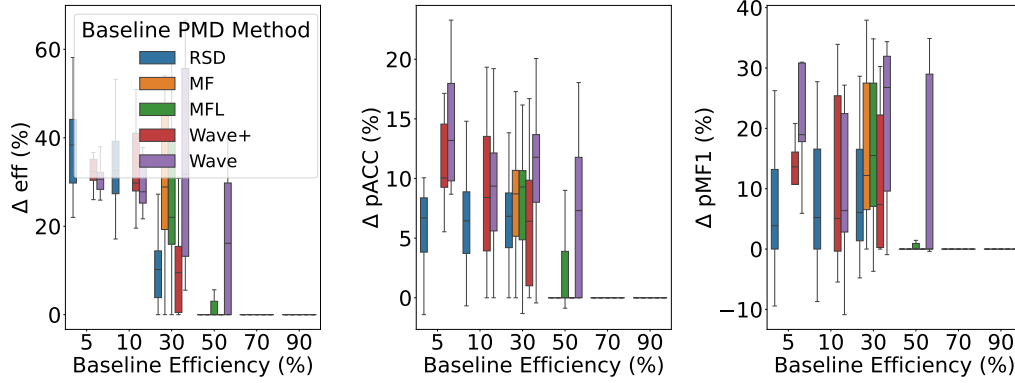 Baseline PMD Method
RSD
MF
MFL
Wave+
Wave
Δ eff (%)
60
40
20
0
5 10 30 50 70 90
Baseline Efficiency (%)
Δ pACC (%)
20
15
10
5
0
5 10 30 50 70 90
Baseline Efficiency (%)
Δ pMF1 (%)
40
30
20
10
0
−10
5 10 30 50 70 90
Baseline Efficiency (%)